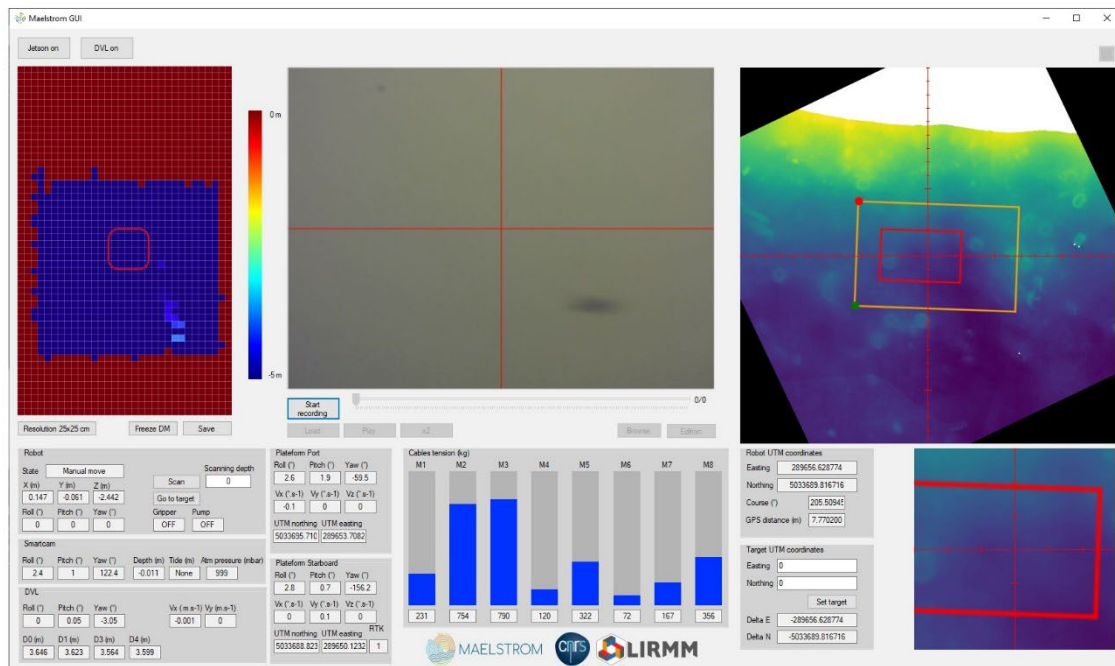 Maelstrom GUI
Jetson on
DVL on
0 m
-5 m
Start recording
0/0
Load
Play
x2
Browse
Edition
Resolution 25x25 cm
Freeze DM
Save
Robot
State
Manual move
Scanning depth
Scan
0
X (m) Y (m) Z (m)
0.147 -0.061 -2.442
Go to target
Roll (°) Pitch (°) Yaw (°)
0 0 0
Gripper Pump
OFF OFF
Smartcam
Roll (°) Pitch (°) Yaw (°) Depth (m) Tide (m) Atm pressure (mbar)
2.4 1 122.4 -0.011 None 999
DVL
Roll (°) Pitch (°) Yaw (°) Vx (m.s-1) Vy (m.s-1)
0 0.05 -3.05 -0.001 0
D0 (m) D1 (m) D3 (m) D4 (m)
3.646 3.623 3.564 3.599
Plateform Port
Roll (°) Pitch (°) Yaw (°)
2.6 1.9 -59.5
Vx (°.s-1) Vy (°.s-1) Vz (°.s-1)
-0.1 0 0
UTM northing UTM easting
5033695.710 289653.7082
Plateform Starboard
Roll (°) Pitch (°) Yaw (°)
2.8 0.7 -156.2
Vx (°.s-1) Vy (°.s-1) Vz (°.s-1)
0 0.1 0
UTM northing UTM easting RTK
5033688.823 289650.1232 1
Cables tension (kg)
M1 M2 M3 M4 M5 M6 M7 M8
231 754 790 120 322 72 167 356
MAELSTROM
cnrs
LIRMM
Robot UTM coordinates
Easting 289656.628774
Northing 5033689.816716
Course (°) 205.50945
GPS distance (m) 7.770200
Target UTM coordinates
Easting 0
Northing 0
Set target
Delta E -289656.628774
Delta N -5033689.816716